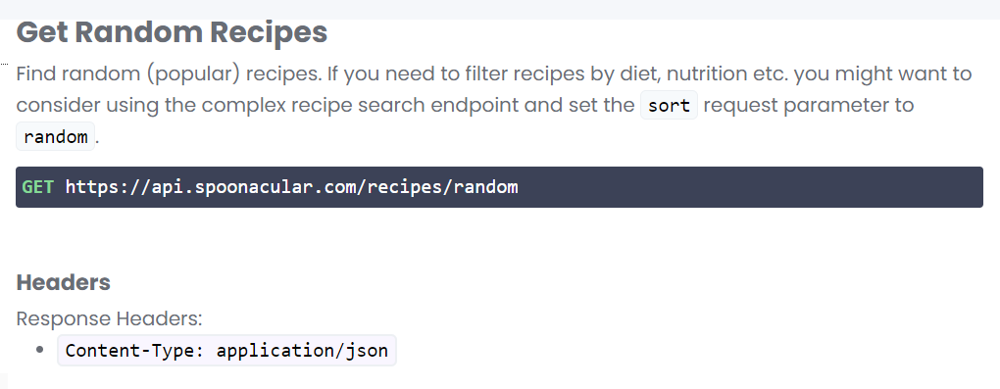 Get Random Recipes
Find random (popular) recipes. If you need to filter recipes by diet, nutrition etc. you might want to
consider using the complex recipe search endpoint and set the sort request parameter to
random.
GET https://api.spoonacular.com/recipes/random
Headers
Response Headers:
• Content-Type: application/json